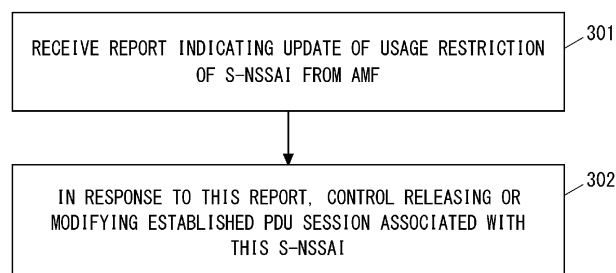 RECEIVE REPORT INDICATING UPDATE OF USAGE RESTRICTION
OF S-NSSAI FROM AMF
301
IN RESPONSE TO THIS REPORT, CONTROL RELEASING OR
MODIFYING ESTABLISHED PDU SESSION ASSOCIATED WITH
THIS S-NSSAI
302